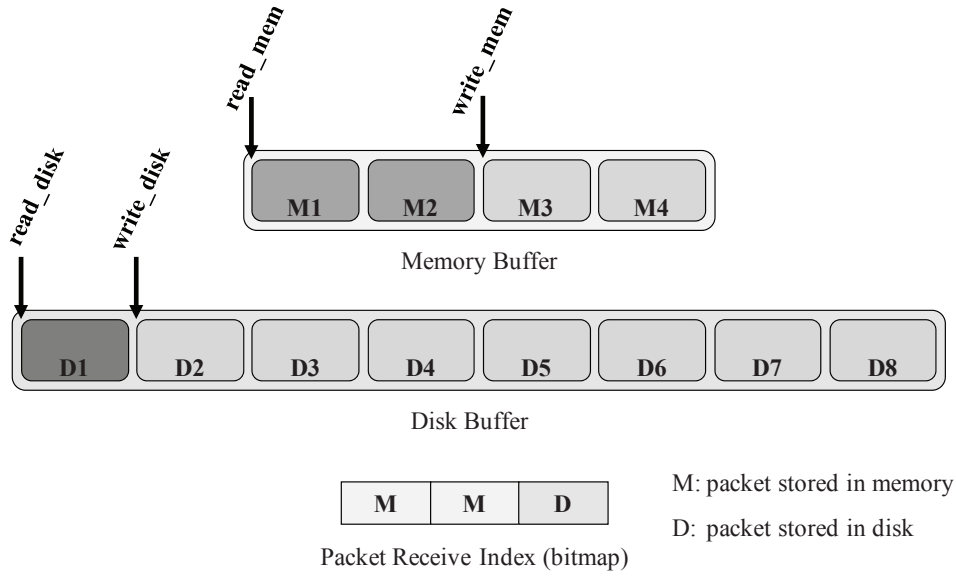 read_mem
write_mem
M1 M2 M3 M4
Memory Buffer
read_disk
write_disk
D1 D2 D3 D4 D5 D6 D7 D8
Disk Buffer
M M D
Packet Receive Index (bitmap)
M: packet stored in memory
D: packet stored in disk